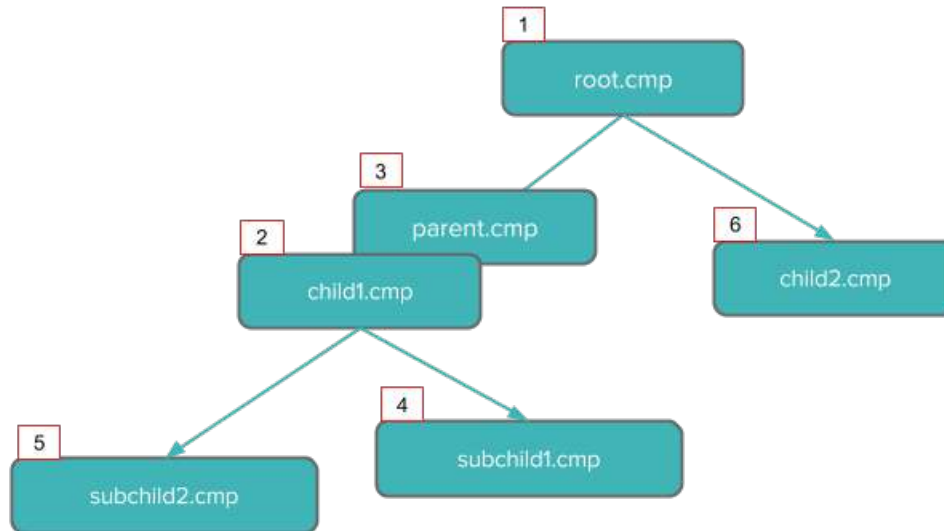 1
root.cmp
3
parent.cmp
2
child1.cmp
6
child2.cmp
4
subchild1.cmp
5
subchild2.cmp